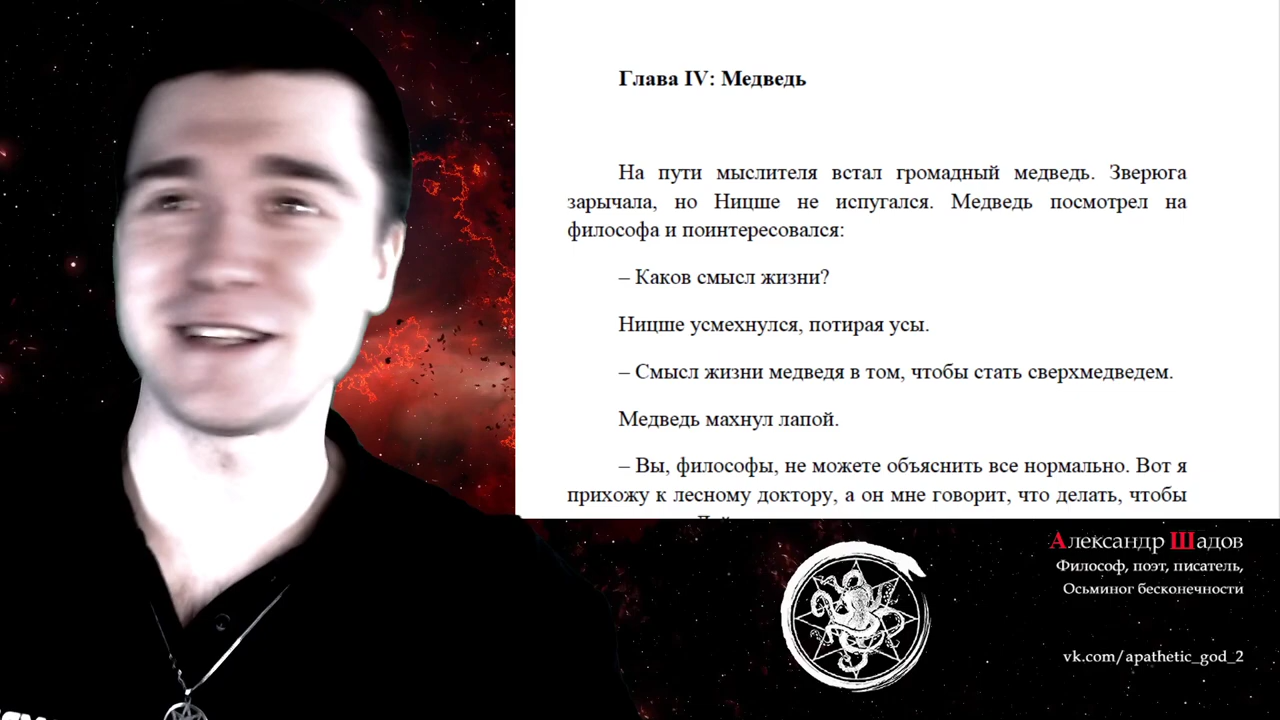 Глава IV: Медведь
На пути мыслителя встал громадный медведь. Зверюга
зарычала, но Ницше не испугался. Медведь посмотрел на
философа и поинтересовался:
– Каков смысл жизни?
Ницше усмехнулся, потирая усы.
– Смысл жизни медведя в том, чтобы стать сверхмедведем.
Медведь махнул лапой.
– Вы, философы, не можете объяснить все нормально. Вот я
прихожу к лесному доктору, а он мне говорит, что делать, чтобы
Александр Шадов
Философ, поэт, писатель,
Осьминог бесконечности
vk.com/apathetic_god_2